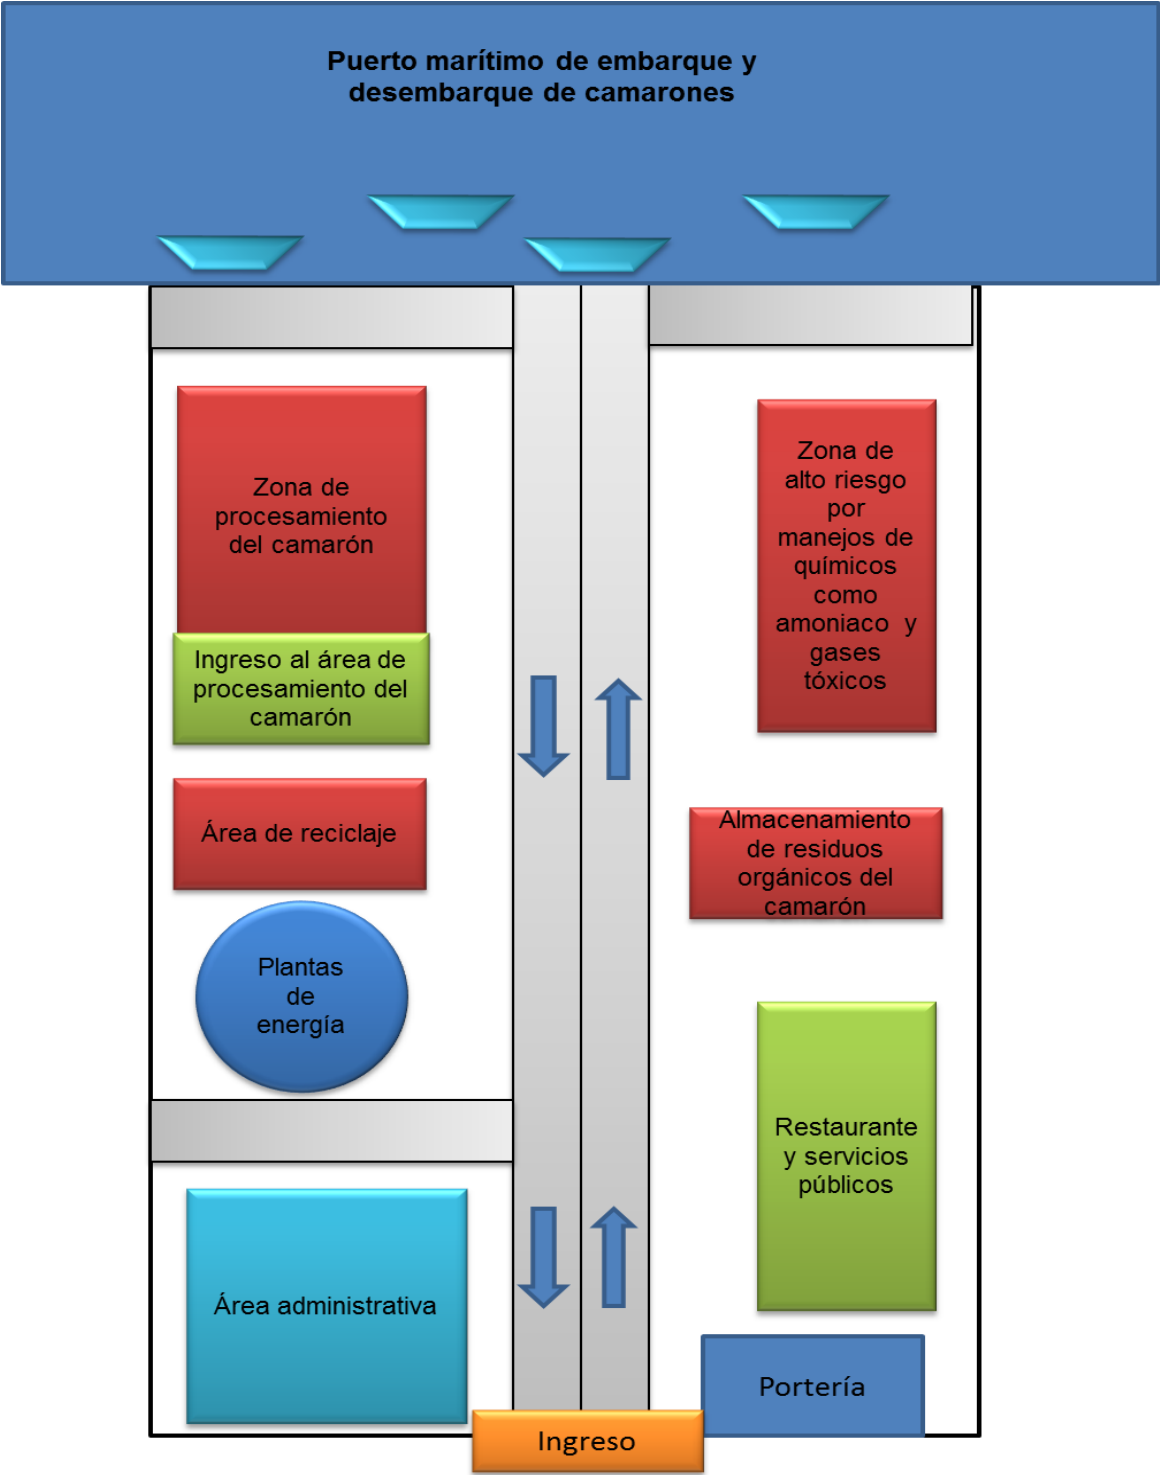 Puerto marítimo de embarque y
desembarque de camarones
Zona de
procesamiento
del camarón
Ingreso al área de
procesamiento del
camarón
Área de reciclaje
Plantas
de
energía
Área administrativa
Zona de
alto riesgo
por
manejos de
químicos
como
amoniaco y
gases
tóxicos
Almacenamiento
de residuos
orgánicos del
camarón
Restaurante
y servicios
públicos
Portería
Ingreso